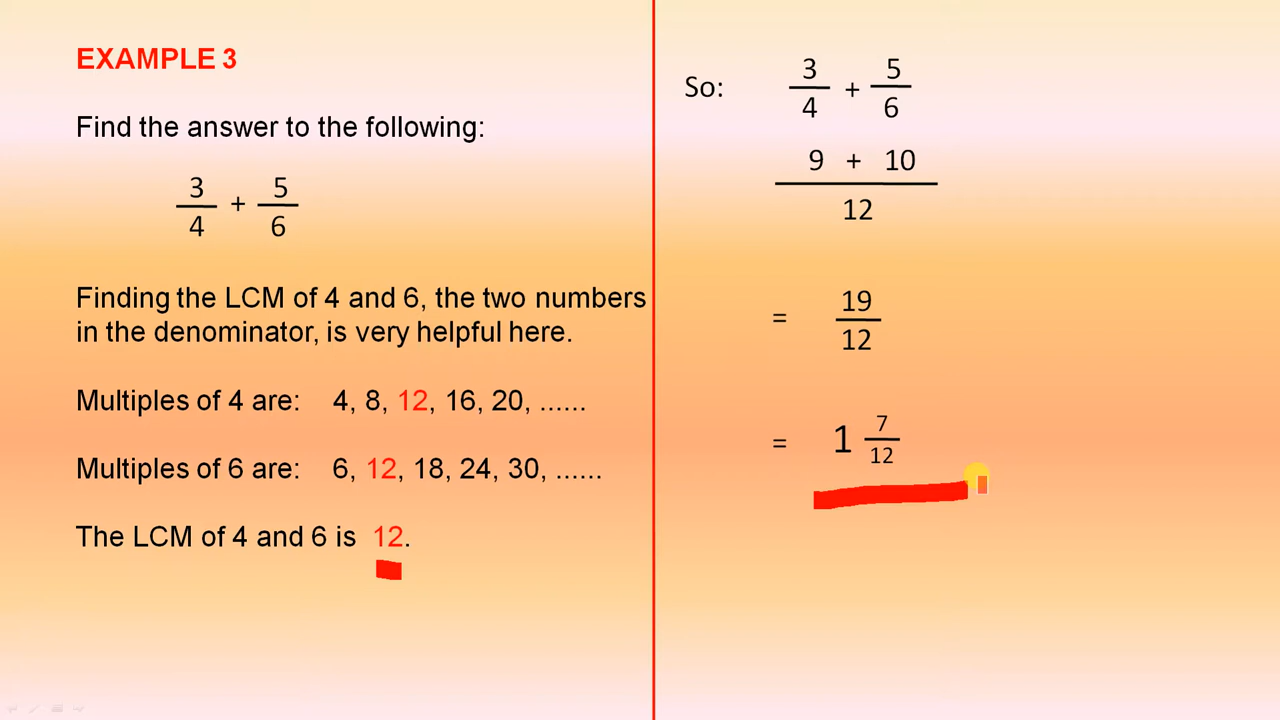 EXAMPLE 3
Find the answer to the following:
3/4 + 5/6
Finding the LCM of 4 and 6, the two numbers
in the denominator, is very helpful here.
Multiples of 4 are: 4, 8, 12, 16, 20, ......
Multiples of 6 are: 6, 12, 18, 24, 30, ......
The LCM of 4 and 6 is 12.
So: 3/4 + 5/6
9 + 10
12
= 19/12
= 1 7/12